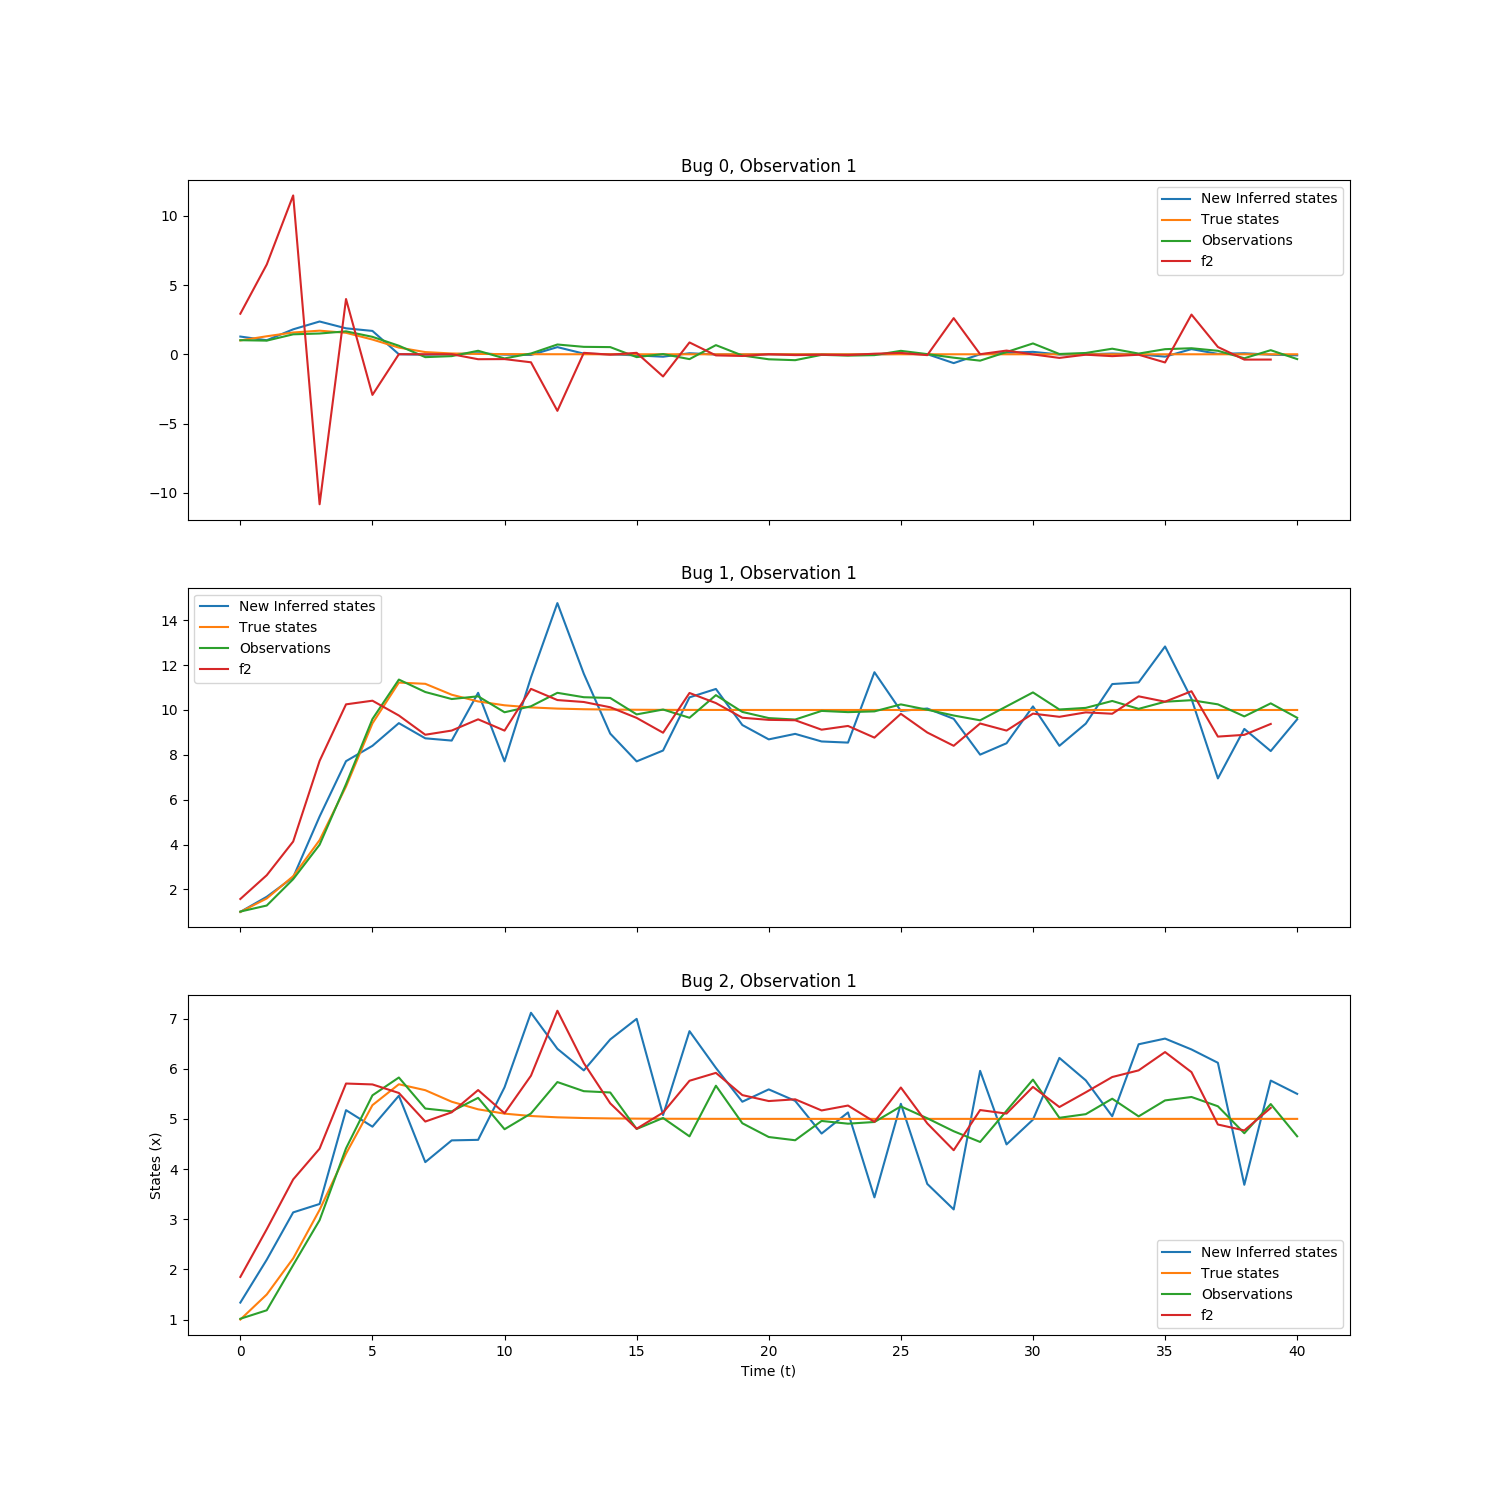 Bug 0, Observation 1
10
5
0
−5
−10
New Inferred states
True states
Observations
f2
Bug 1, Observation 1
14
12
10
8
6
4
2
New Inferred states
True states
Observations
f2
Bug 2, Observation 1
States (x)
7
6
5
4
3
2
1
New Inferred states
True states
Observations
f2
0 5 10 15 20 25 30 35 40
Time (t)